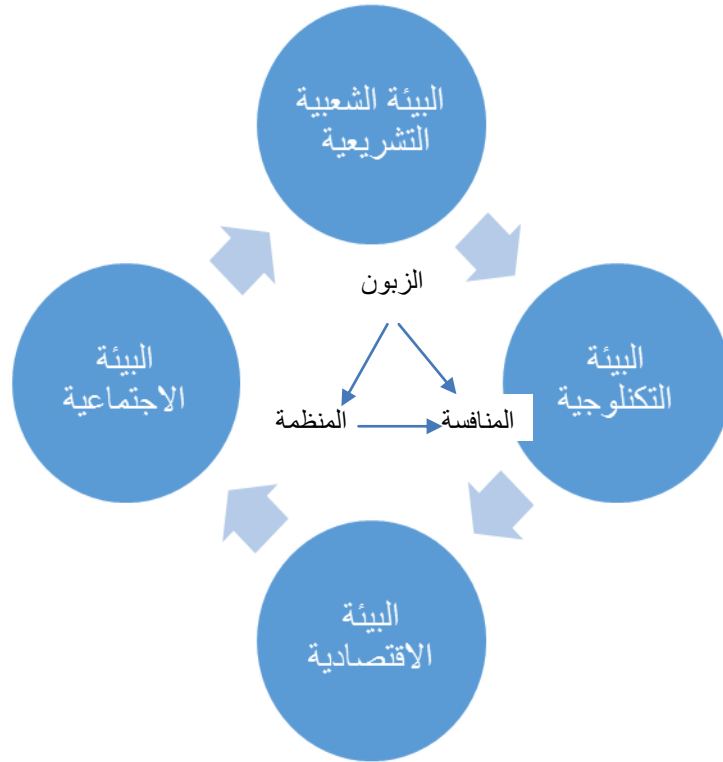 البيئة الشعبية
التشريعية
الزبون
البيئة
التكنلوجية
المنافسة
المنظمة
البيئة
الاجتماعية
البيئة
الاقتصادية